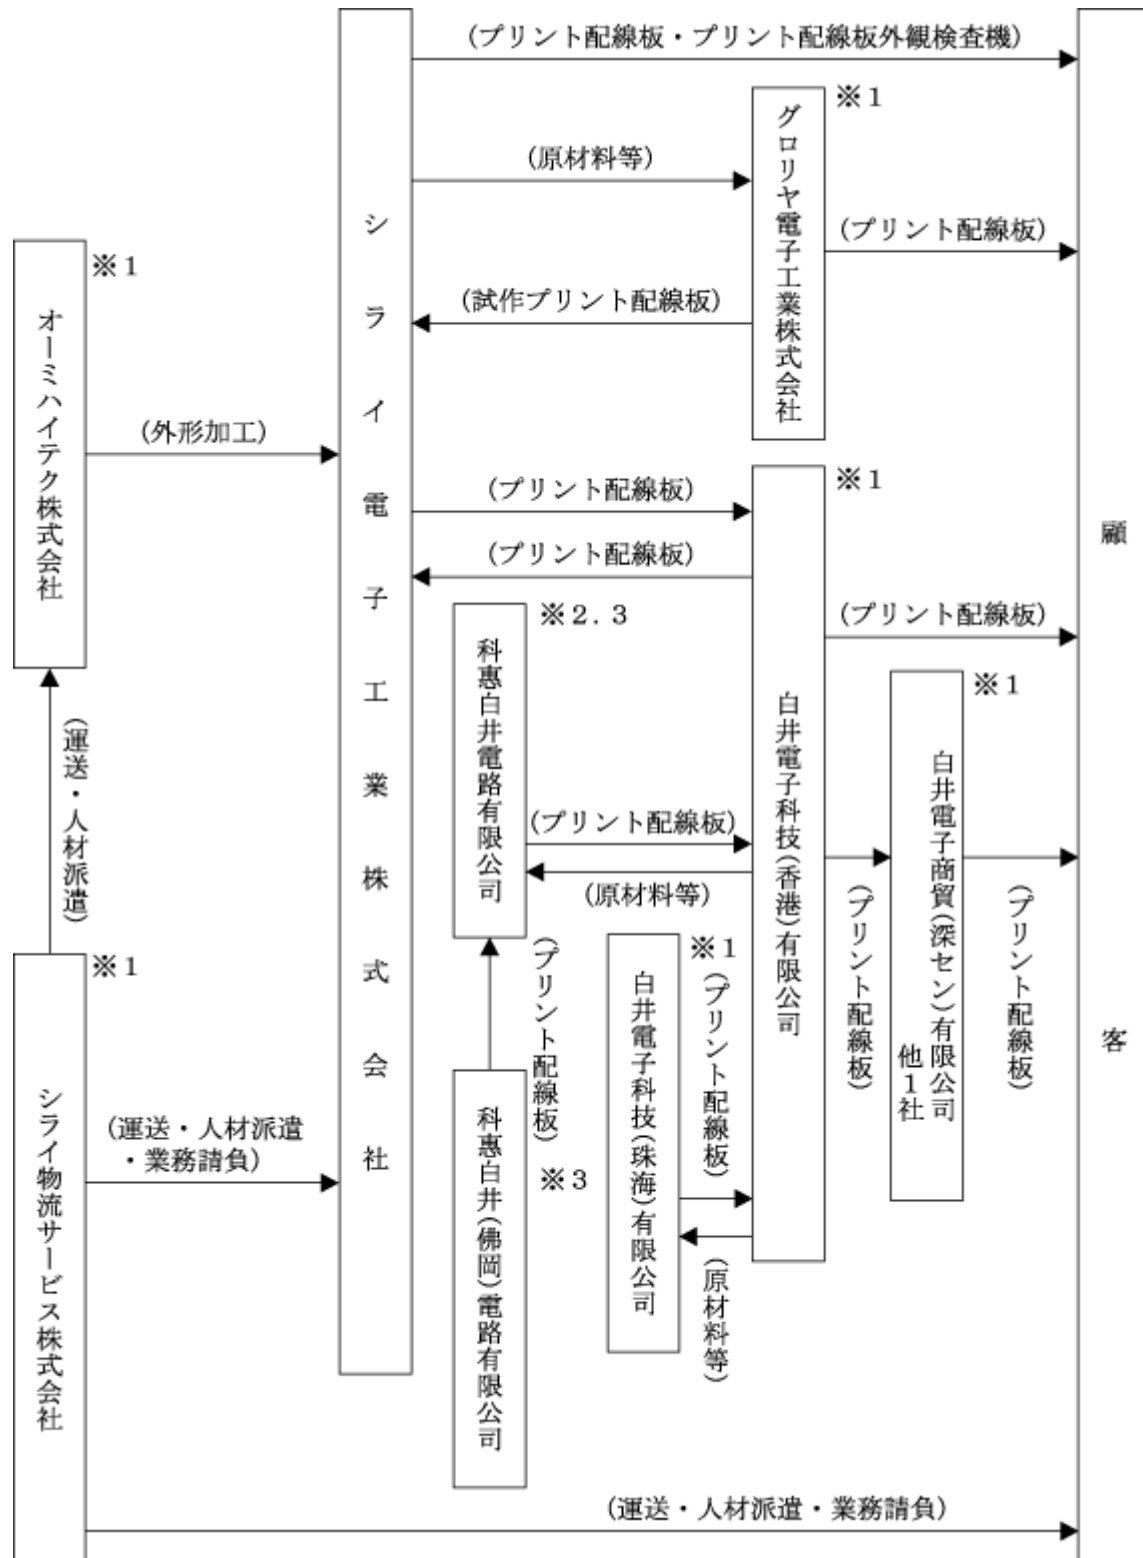 (プリント配線板・プリント配線板外観検査機)
※1
グロリヤ電子工業株式会社
(原材料等)
(プリント配線板)
(試作プリント配線板)
シライ電子工業株式会社
※1
オーミハイテク株式会社
(外形加工)
(プリント配線板)
※1
(プリント配線板)
顧客
※2.3
科惠白井電路有限公司
(プリント配線板)
白井電子科技(香港)有限公司
※1
白井電子商貿(深セン)有限公司
他1社
(運送・人材派遣)
(プリント配線板)
(原材料等)
(プリント配線板)
(プリント配線板)
※1
シライ物流サービス株式会社
(プリント配線板)
※1
白井電子科技(珠海)有限公司
(プリント配線板)
(原材料等)
(運送・人材派遣
・業務請負)
科惠白井(佛岡)電路有限公司
※3
(運送・人材派遣・業務請負)